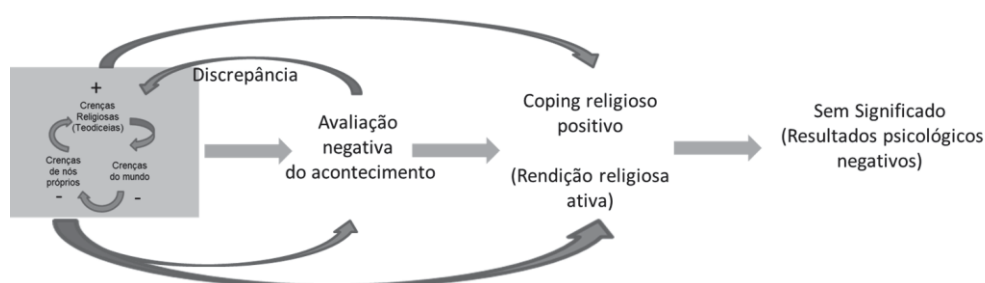 Discrepância
+
Crenças
Religiosas
(Teodiceias)
Crenças
de nós
próprios
-
Crenças
do mundo
-
Avaliação
negativa
do acontecimento
Coping religioso
positivo
(Rendição religiosa
ativa)
Sem Significado
(Resultados psicológicos
negativos)